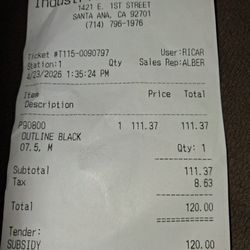 1421 E. 1ST STREET
SANTA ANA, CA 92701
(714) 796-1976
Ticket #T115-0090797 User:RICAR
Station:1 Qty Sales Rep:ALBER
4/23/2026 1:35:24 PM
Item Price Total
Description
P90800 1 111.37 111.37
OUTLINE BLACK
07.5, M Qty: 1
Subtotal 111.37
Tax 8.63
Total 120.00
Tender:
SUBSIDY 120.00